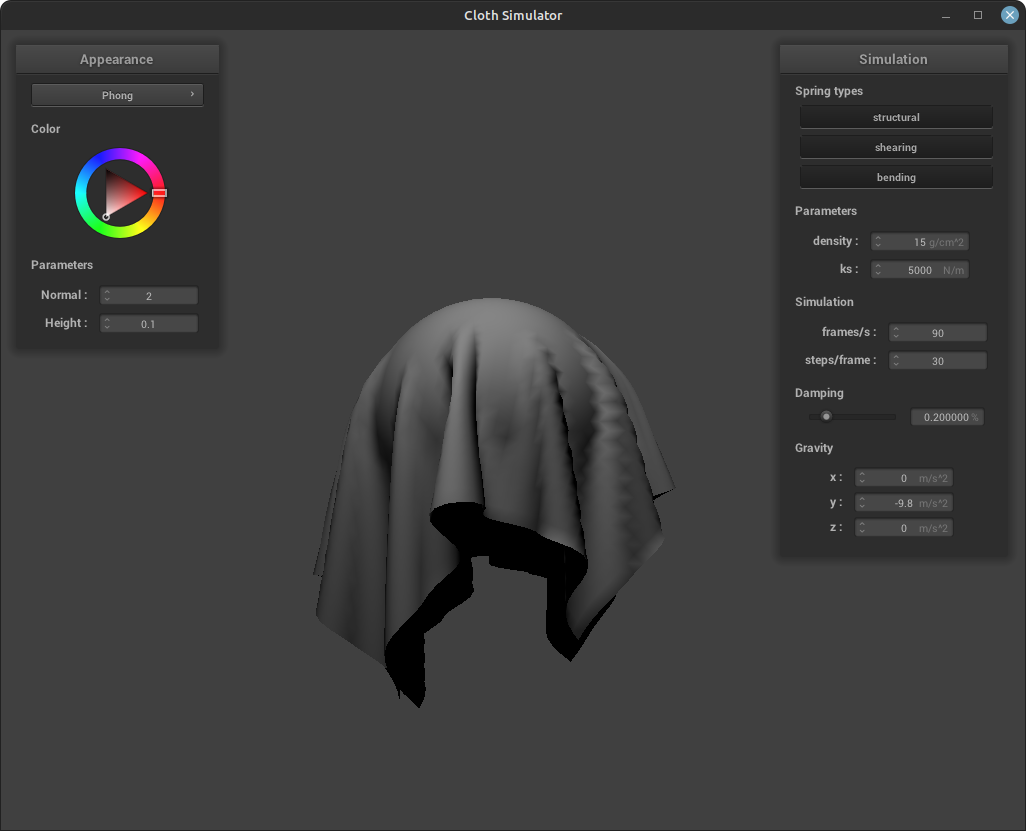 Cloth Simulator
Appearance
Phong
Color
Parameters
Normal : 2
Height : 0.1
Simulation
Spring types
structural
shearing
bending
Parameters
density : 15 g/cm^2
ks : 5000 N/m
Simulation
frames/s : 90
steps/frame : 30
Damping
0.200000 %
Gravity
x : 0 m/s^2
y : -9.8 m/s^2
z : 0 m/s^2